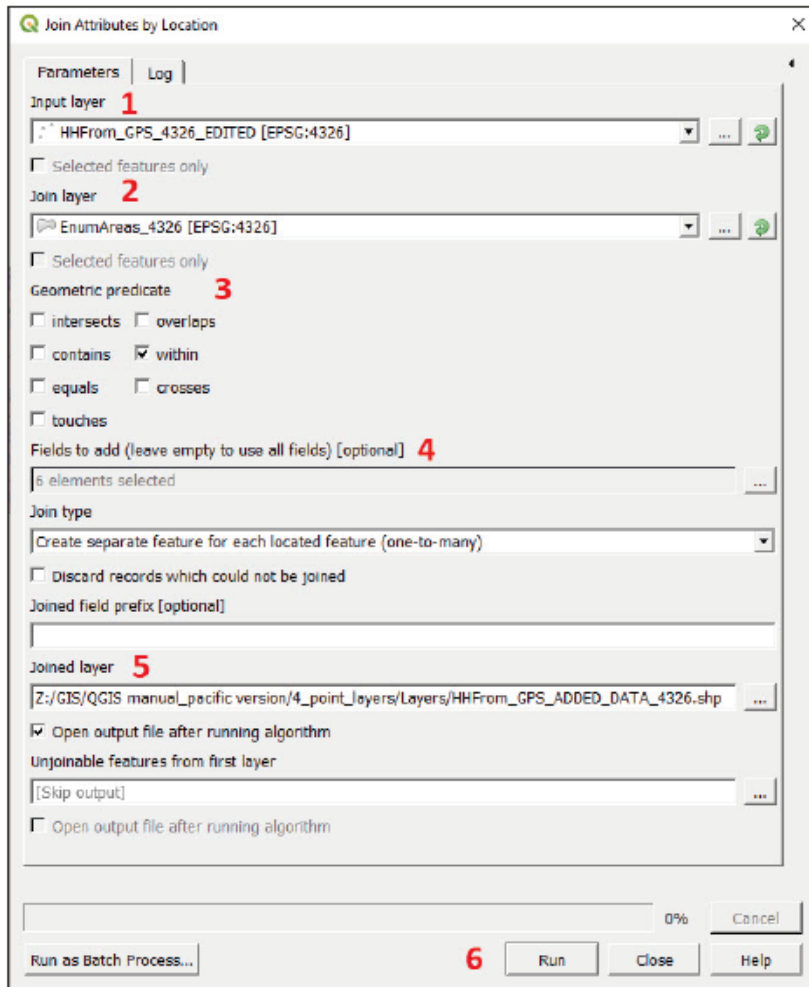 Join Attributes by Location
Parameters
Log
Input layer 1
HHFrom_GPS_4326_EDITED [EPSG:4326]
...
Selected features only
2
Join layer
EnumAreas_4326 [EPSG:4326]
...
Selected features only
Geometric predicate 3
intersects overlaps
contains within
equals crosses
touches
Fields to add (leave empty to use all fields) [optional] 4
6 elements selected
...
Join type
Create separate feature for each located feature (one-to-many)
Discard records which could not be joined
Joined field prefix [optional]
Joined layer 5
Z:/GIS/QGIS manual_pacific version/4_point_layers/Layers/HHFrom_GPS_ADDED_DATA_4326.shp
...
Open output file after running algorithm
Unjoinable features from first layer
[Skip output]
...
Open output file after running algorithm
0% Cancel
Run as Batch Process... 6 Run Close Help